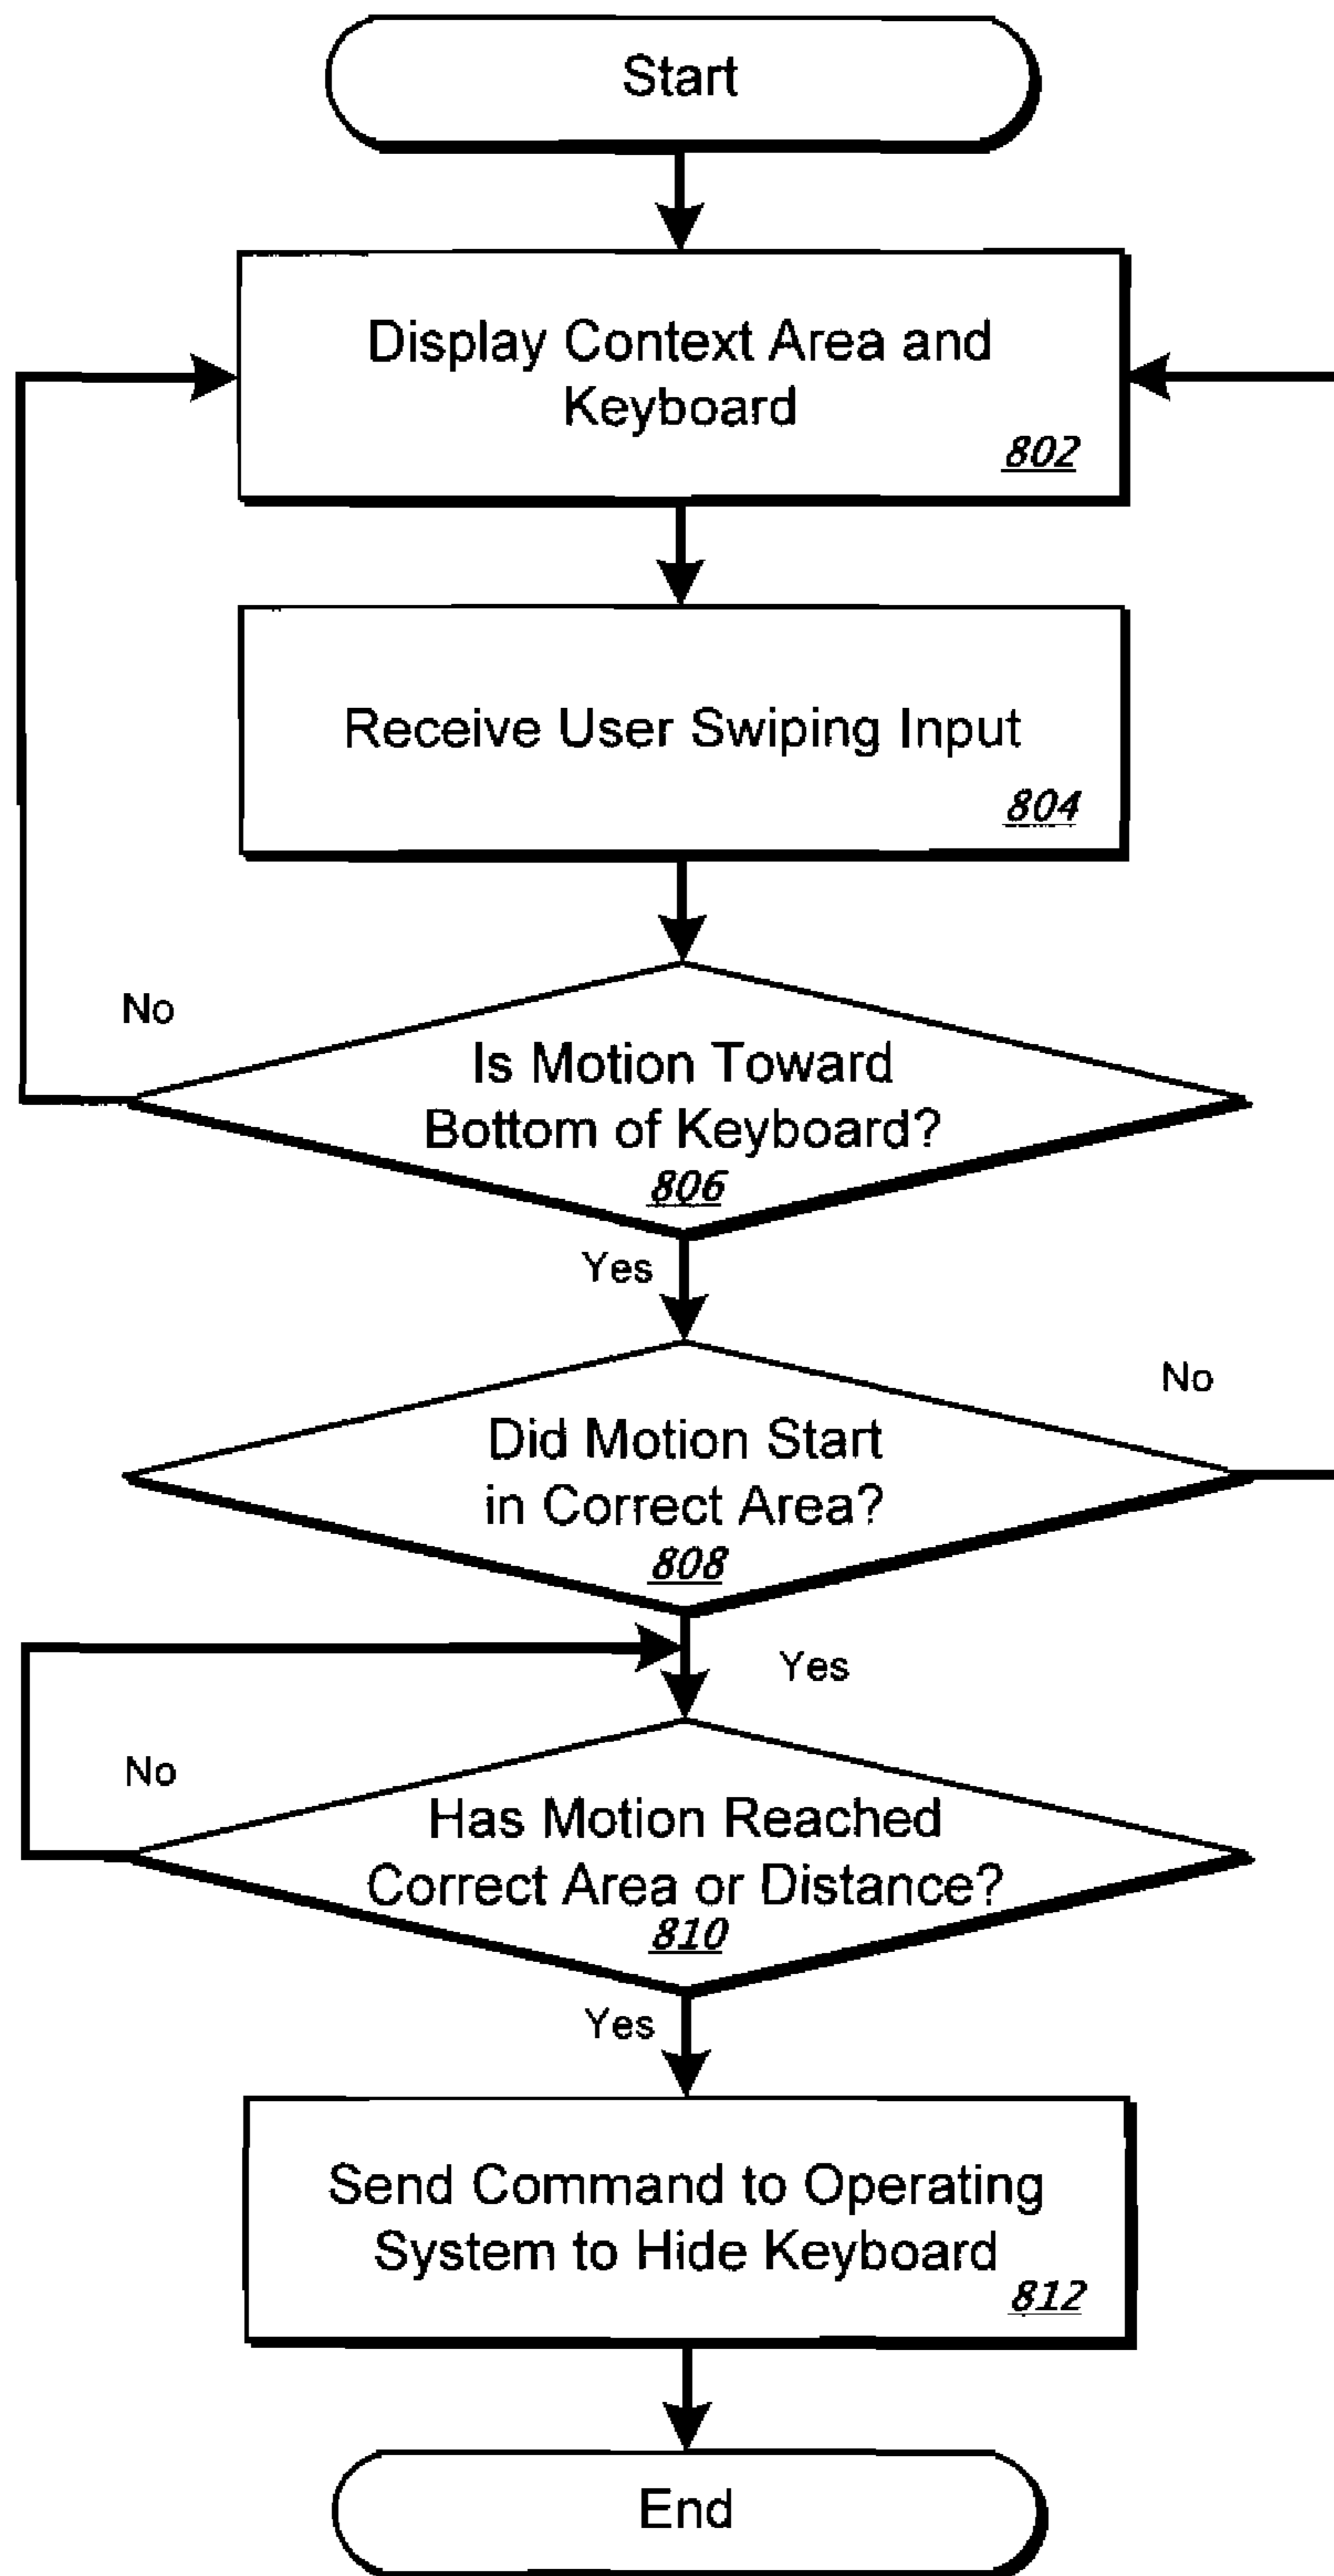 Start
Display Context Area and
Keyboard
802
Receive User Swiping Input
804
No
Is Motion Toward
Bottom of Keyboard?
806
Yes
No
Did Motion Start
in Correct Area?
808
Yes
No
Has Motion Reached
Correct Area or Distance?
810
Yes
Send Command to Operating
System to Hide Keyboard
812
End